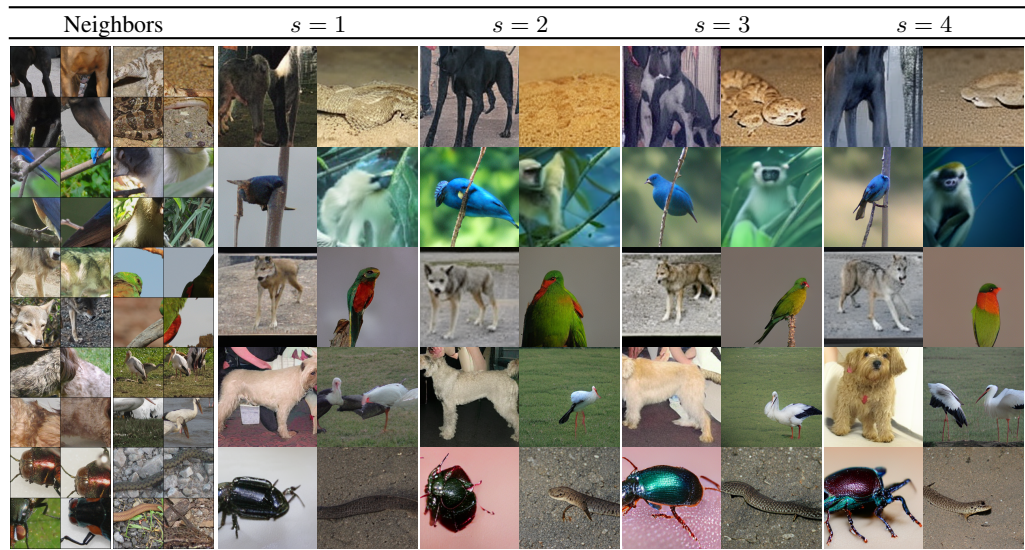 Neighbors s = 1 s = 2 s = 3 s = 4